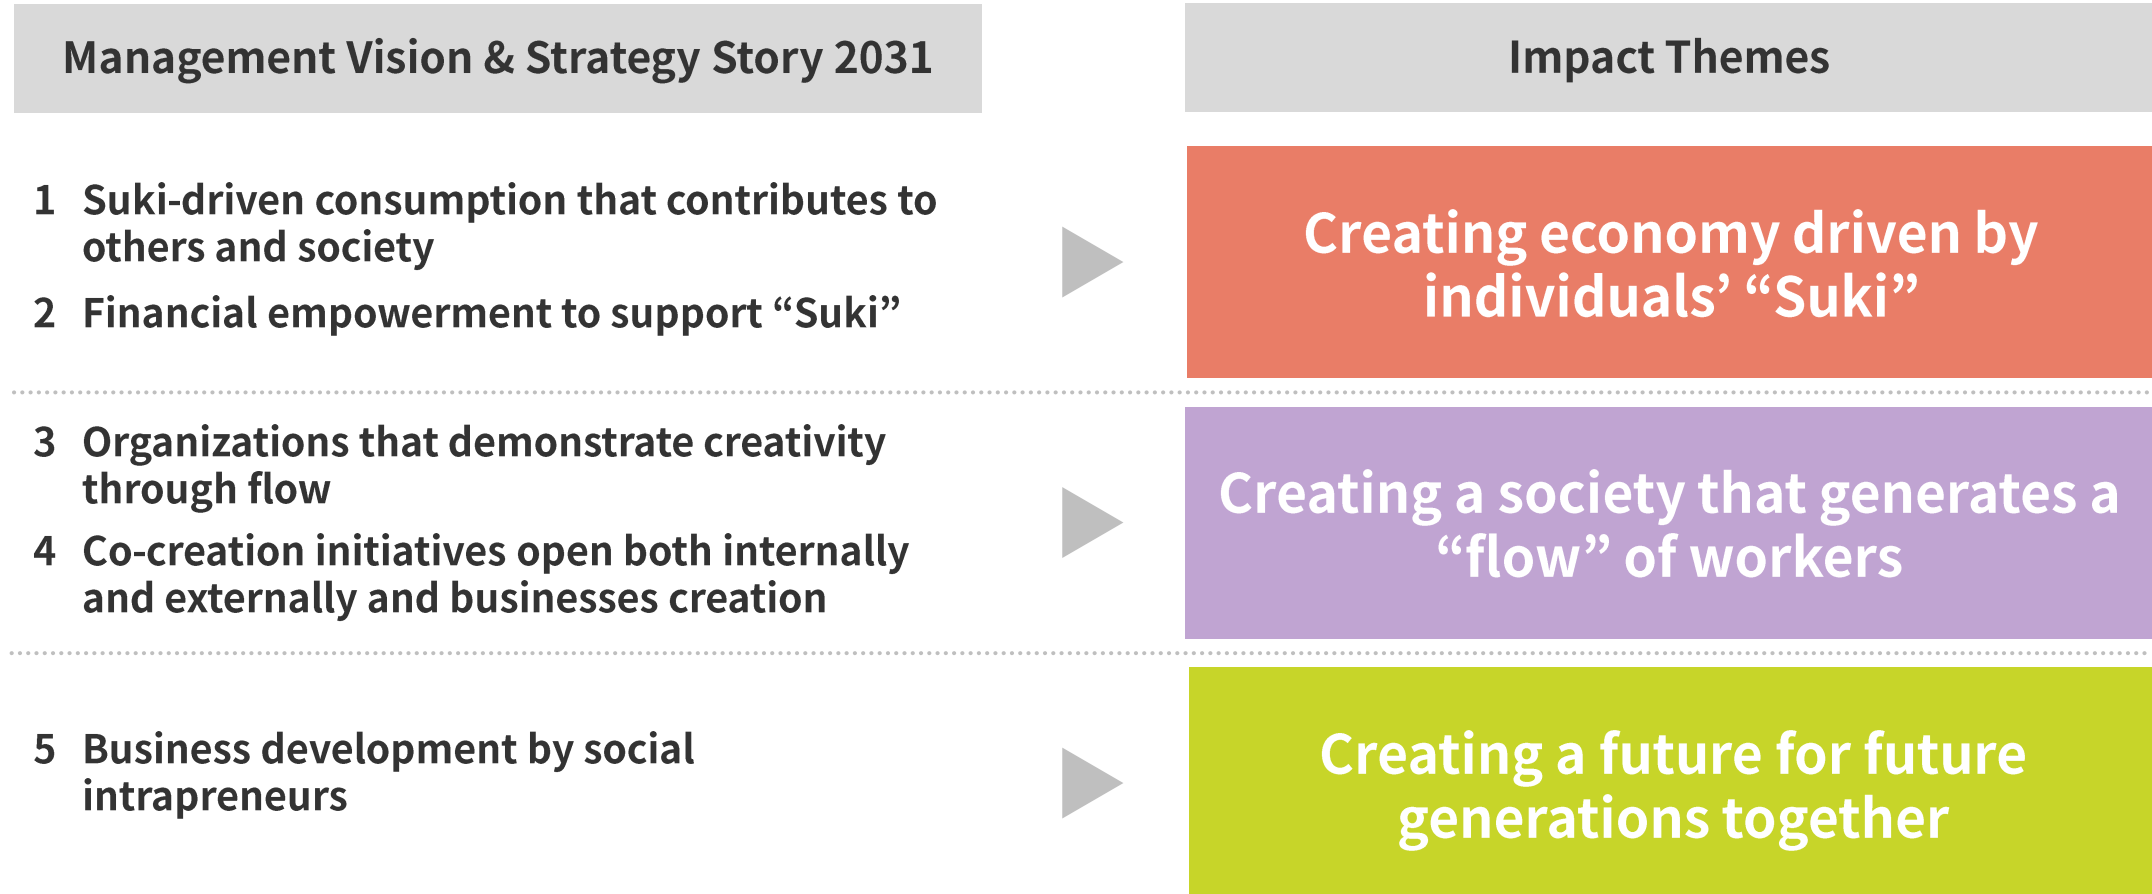 Management Vision & Strategy Story 2031
Impact Themes
1 Suki-driven consumption that contributes to
others and society
2 Financial empowerment to support “Suki”
Creating economy driven by
individuals’ “Suki”
3 Organizations that demonstrate creativity
through flow
4 Co-creation initiatives open both internally
and externally and businesses creation
Creating a society that generates a
“flow” of workers
5 Business development by social
intrapreneurs
Creating a future for future
generations together